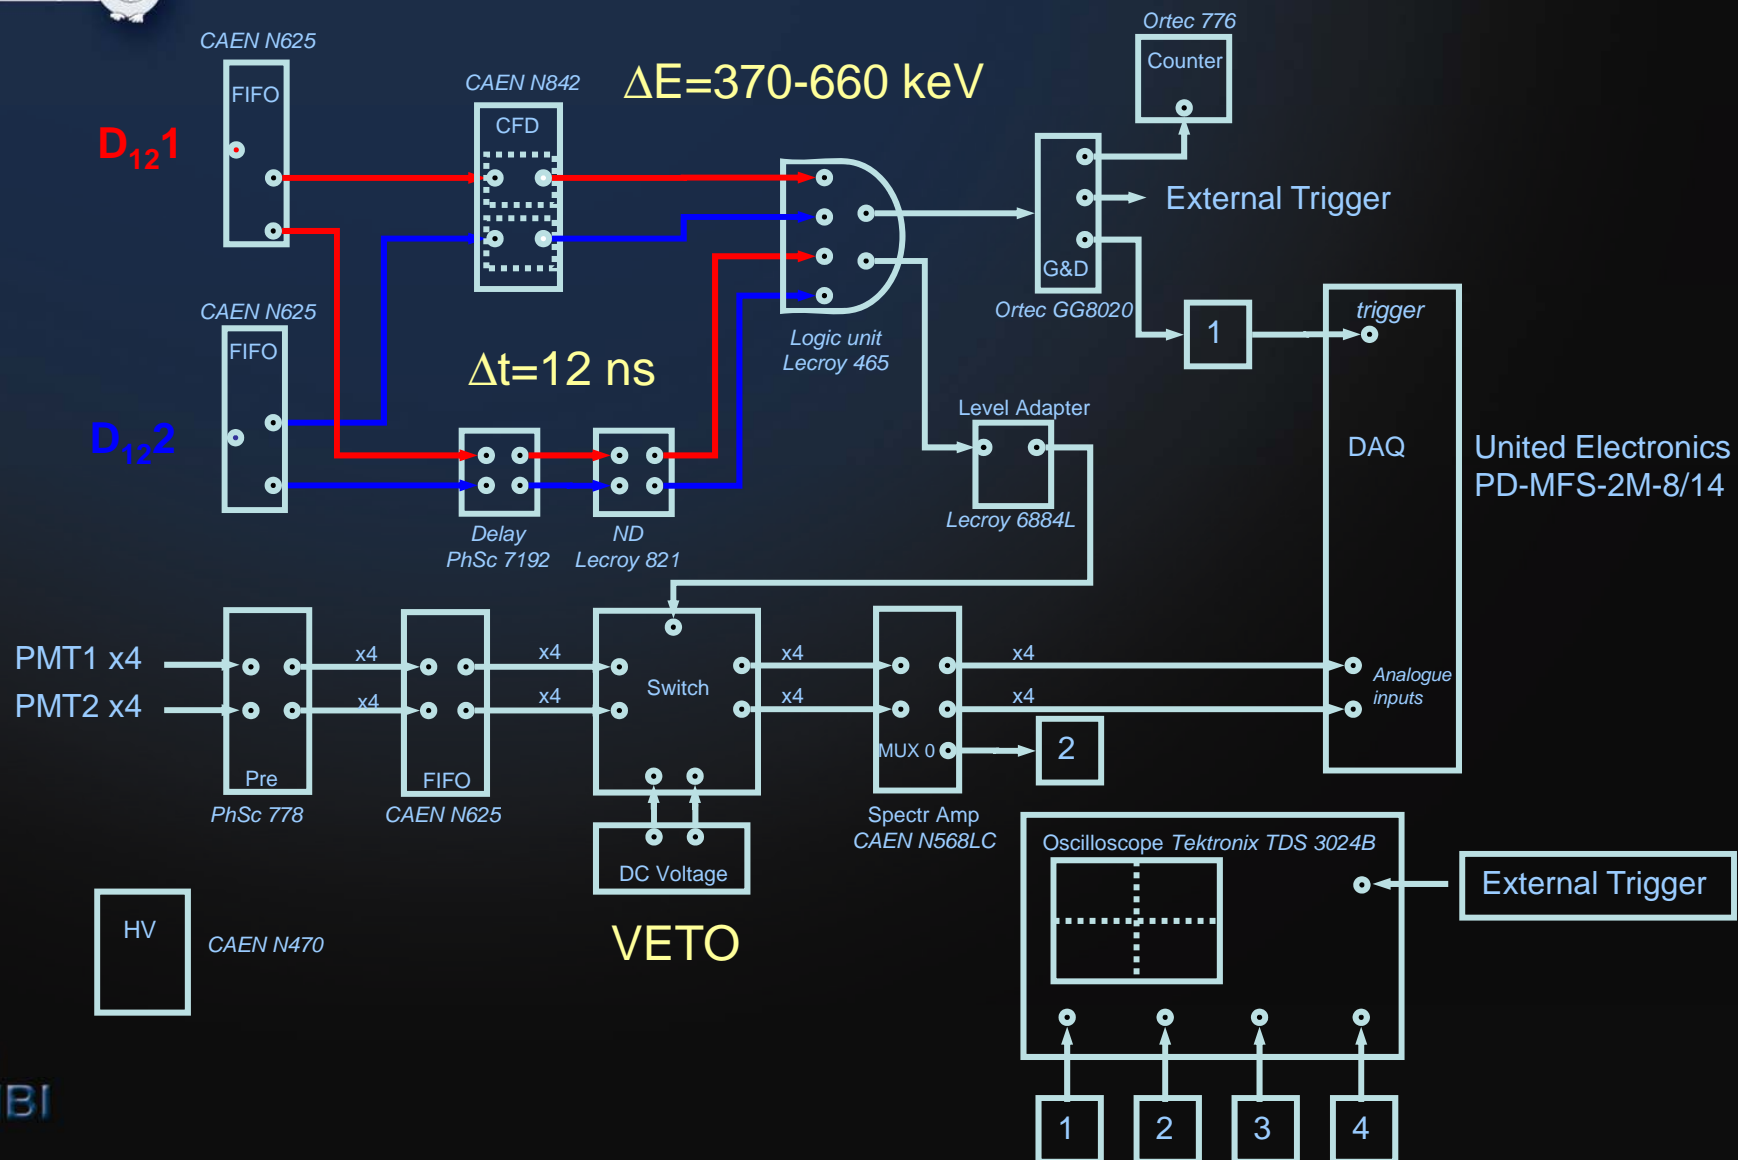 Ortec 776
CAEN N625
Counter
CAEN N842
ΔE=370-660 keV
FIFO
CFD
D₁₂1
External Trigger
G&D
CAEN N625
Ortec GG8020
trigger
1
Logic unit
Lecroy 465
FIFO
Δt=12 ns
Level Adapter
D₁₂2
DAQ
United Electronics
PD-MFS-2M-8/14
Lecroy 6884L
Delay
PhSc 7192
ND
Lecroy 821
PMT1 x4
x4
x4
x4
x4
Switch
Analogue
inputs
PMT2 x4
x4
x4
x4
x4
MUX 0
2
Pre
FIFO
PhSc 778
CAEN N625
Spectr Amp
CAEN N568LC
Oscilloscope Tektronix TDS 3024B
DC Voltage
External Trigger
HV
CAEN N470
VETO
BI
1
2
3
4